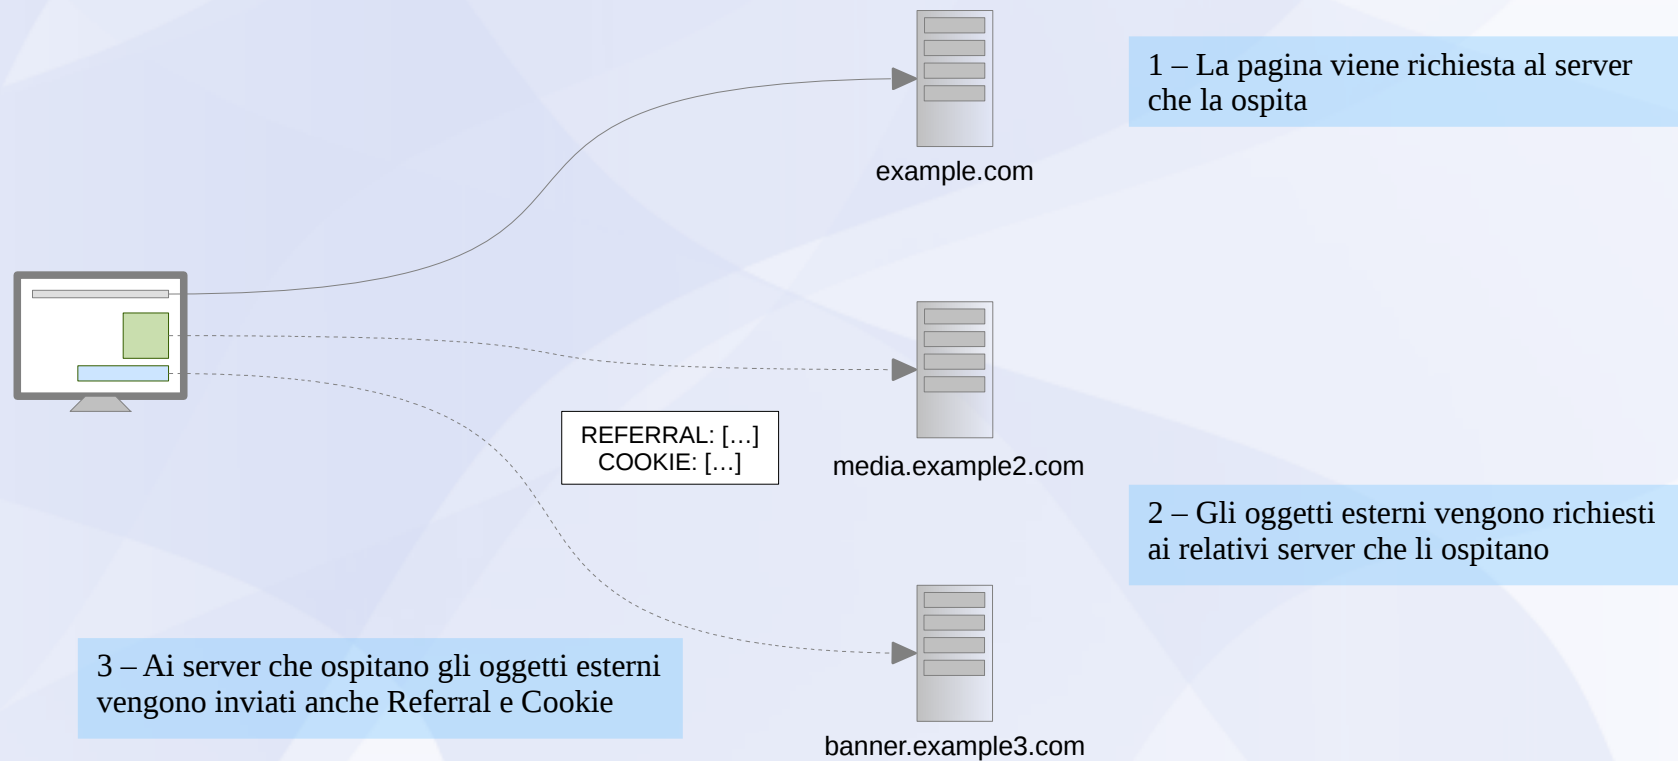 1 – La pagina viene richiesta al server
che la ospita
example.com
REFERRAL: […]
COOKIE: […]
media.example2.com
2 – Gli oggetti esterni vengono richiesti
ai relativi server che li ospitano
3 – Ai server che ospitano gli oggetti esterni
vengono inviati anche Referral e Cookie
banner.example3.com